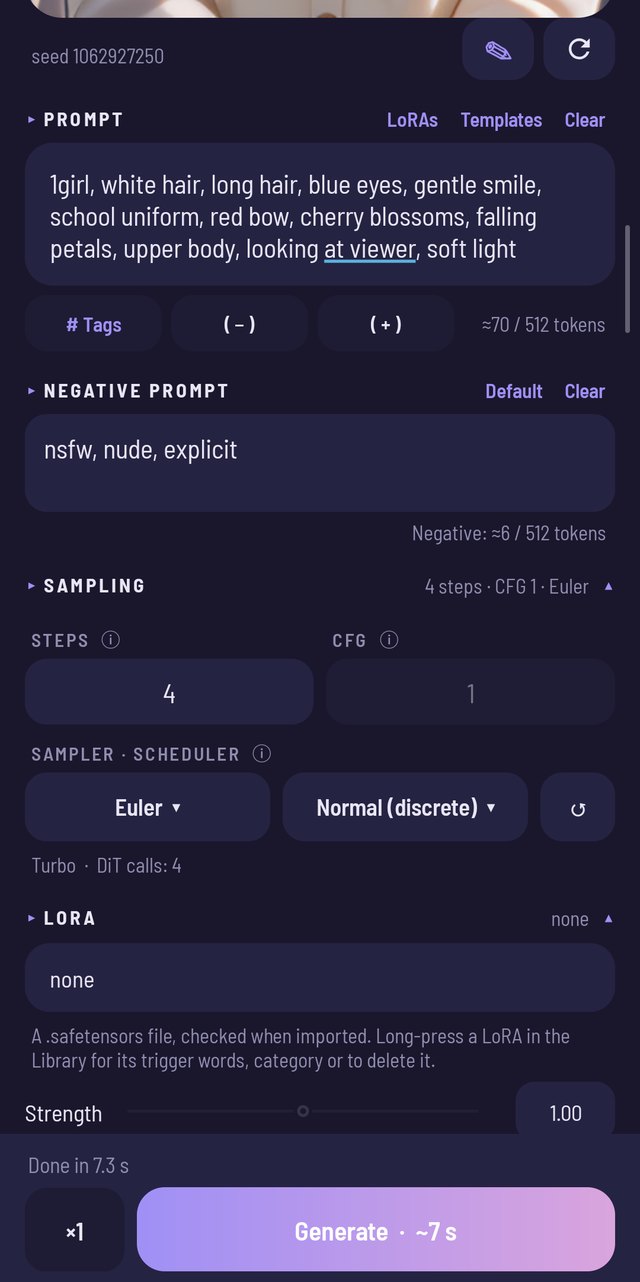 seed 1062927250
PROMPT
LoRAs Templates Clear
1girl, white hair, long hair, blue eyes, gentle smile,
school uniform, red bow, cherry blossoms, falling
petals, upper body, looking at viewer, soft light
# Tags (–) (+) ≈70 / 512 tokens
NEGATIVE PROMPT
Default Clear
nsfw, nude, explicit
Negative: ≈6 / 512 tokens
SAMPLING
4 steps · CFG 1 · Euler
STEPS ⓘ CFG ⓘ
4 1
SAMPLER · SCHEDULER ⓘ
Euler ▾ Normal (discrete) ▾
Turbo · DiT calls: 4
LORA
none
none
A .safetensors file, checked when imported. Long-press a LoRA in the
Library for its trigger words, category or to delete it.
Strength 1.00
Done in 7.3 s
×1 Generate · ~7 s